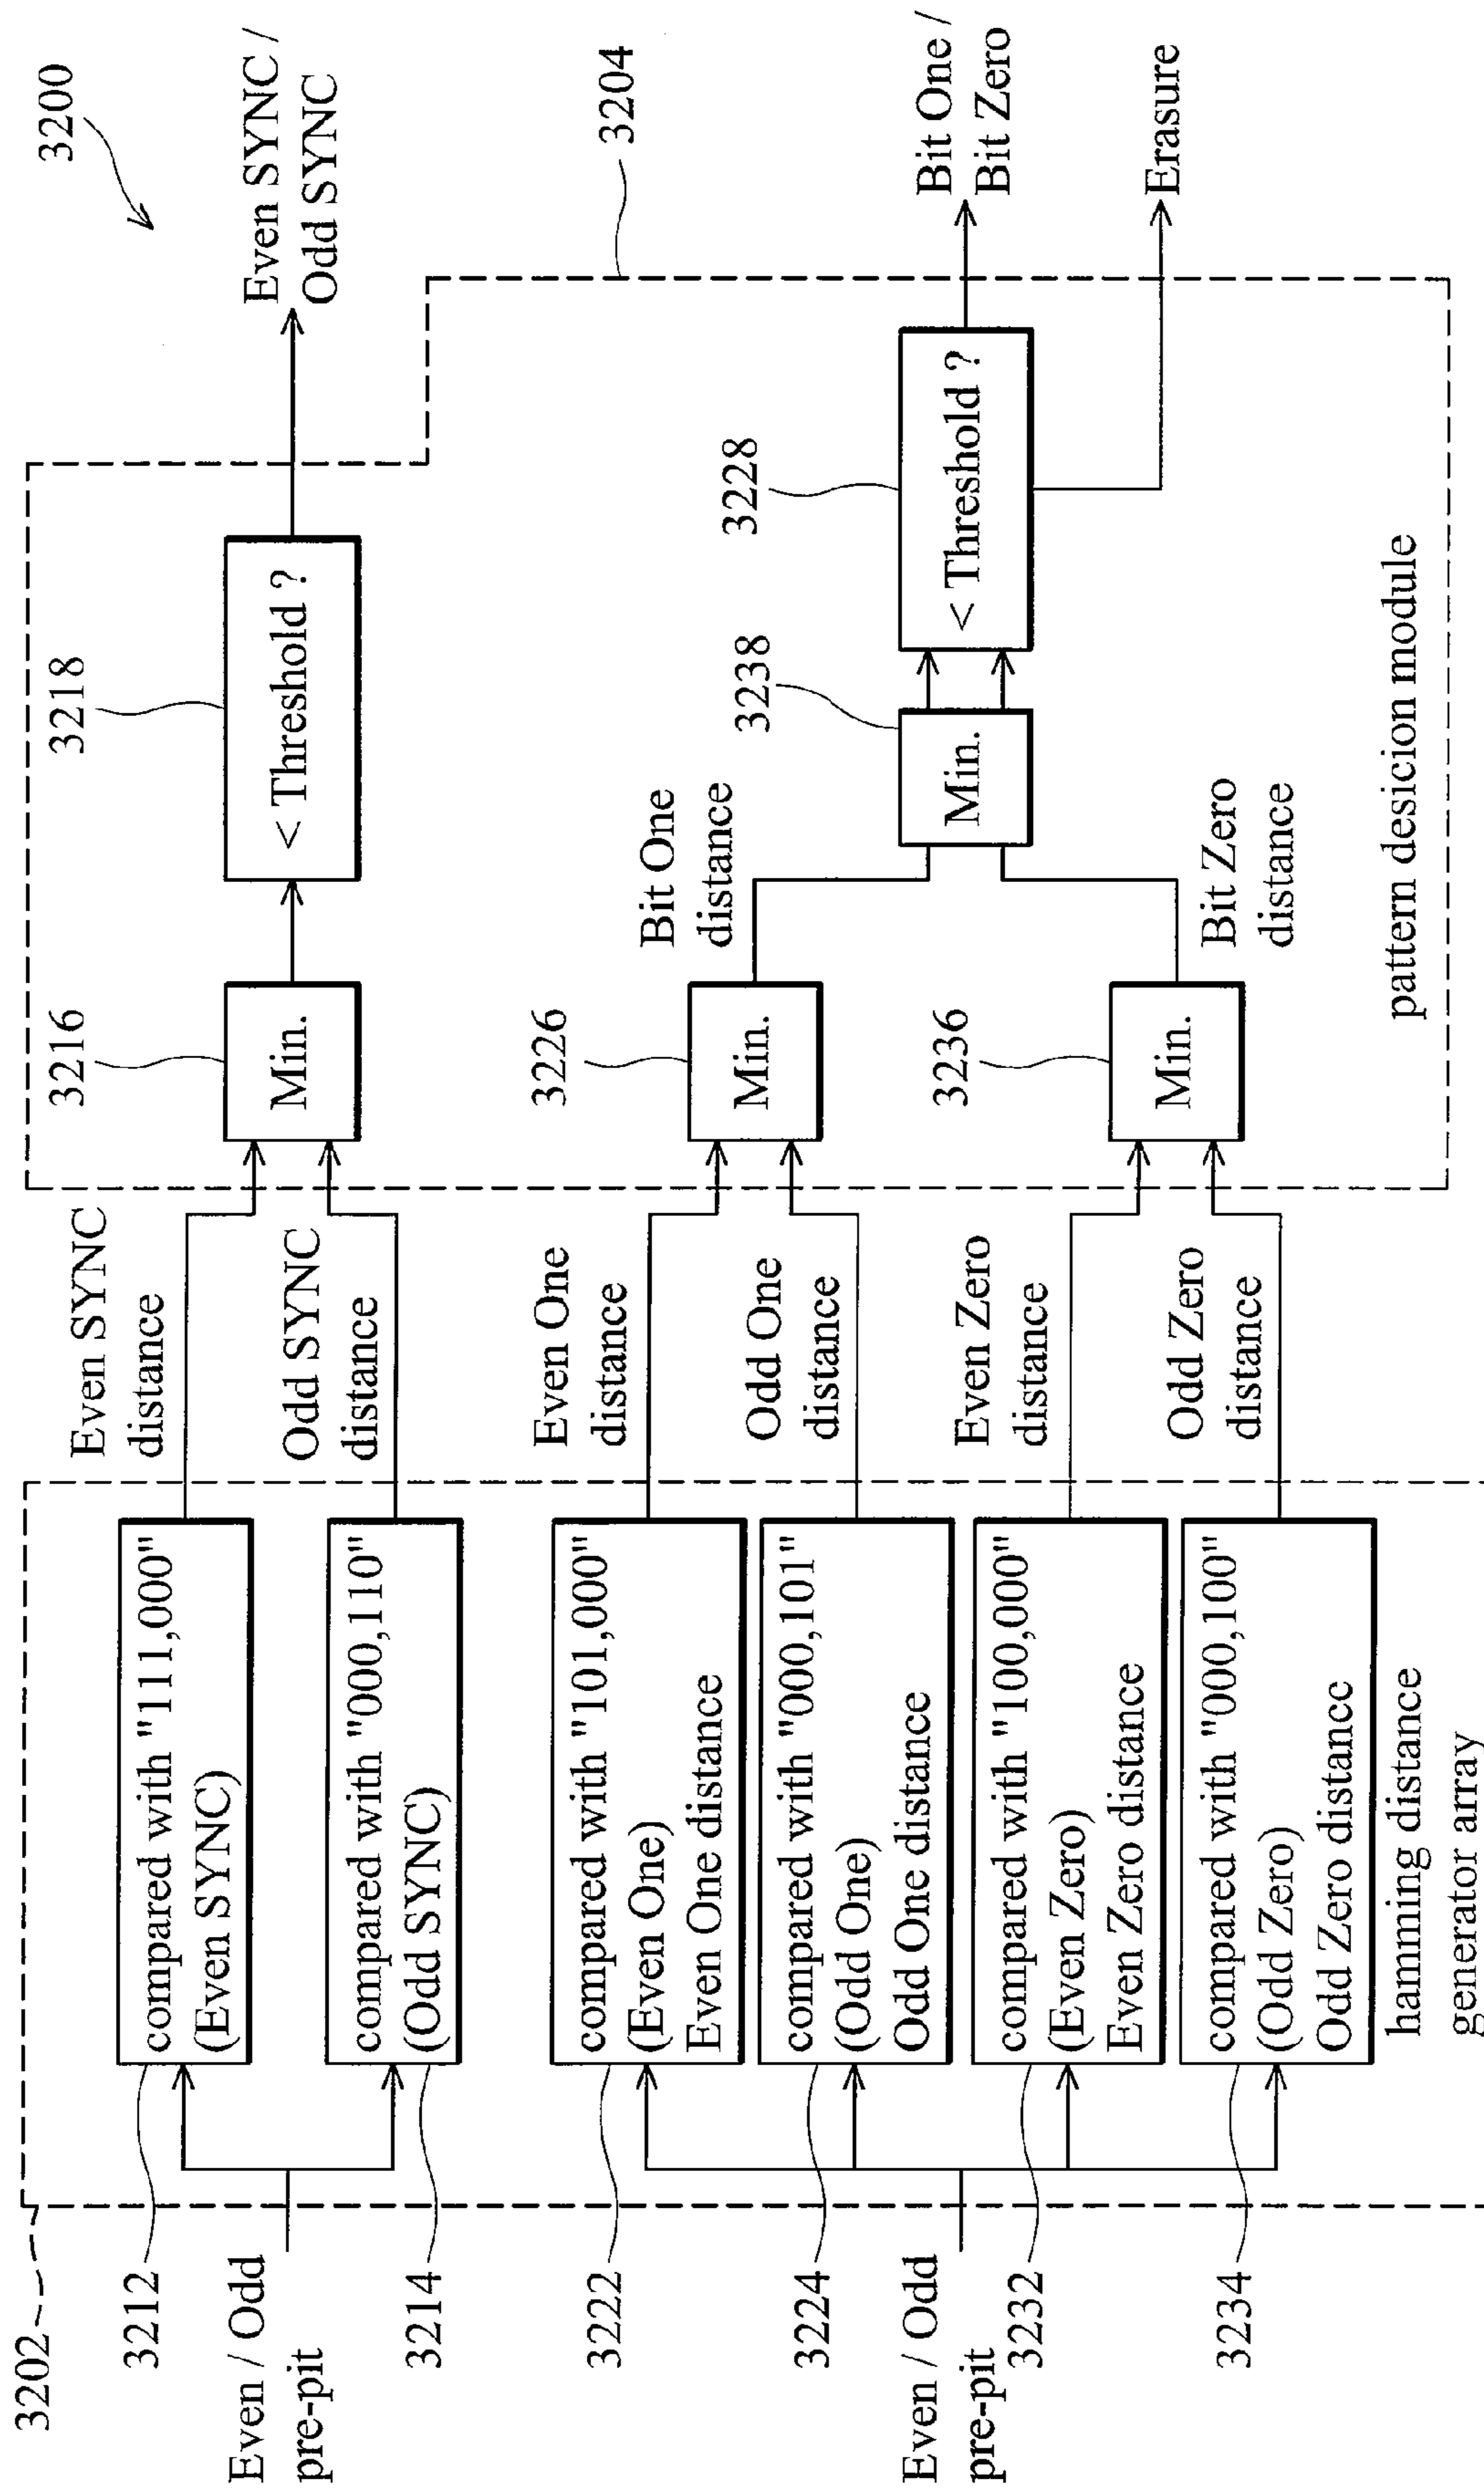 3200
3202
3212
Even / Odd
pre-pit
3214
compared with "111,000"
(Even SYNC)
compared with "000,110"
(Odd SYNC)
Even SYNC
distance
Odd SYNC
distance
3216
Min.
3218
< Threshold ?
Even SYNC /
Odd SYNC
3204
3222
3224
Even / Odd
pre-pit
3232
3234
compared with "101,000"
(Even One)
Even One distance
compared with "000,101"
(Odd One)
Odd One distance
compared with "100,000"
(Even Zero)
Even Zero distance
compared with "000,100"
(Odd Zero)
Odd Zero distance
hamming distance
generator array
Even One
distance
Odd One
distance
Even Zero
distance
Odd Zero
distance
3226
Min.
3236
Min.
Bit One
distance
Bit Zero
distance
3238
Min.
3228
< Threshold ?
Bit One /
Bit Zero
Erasure
pattern desicion module